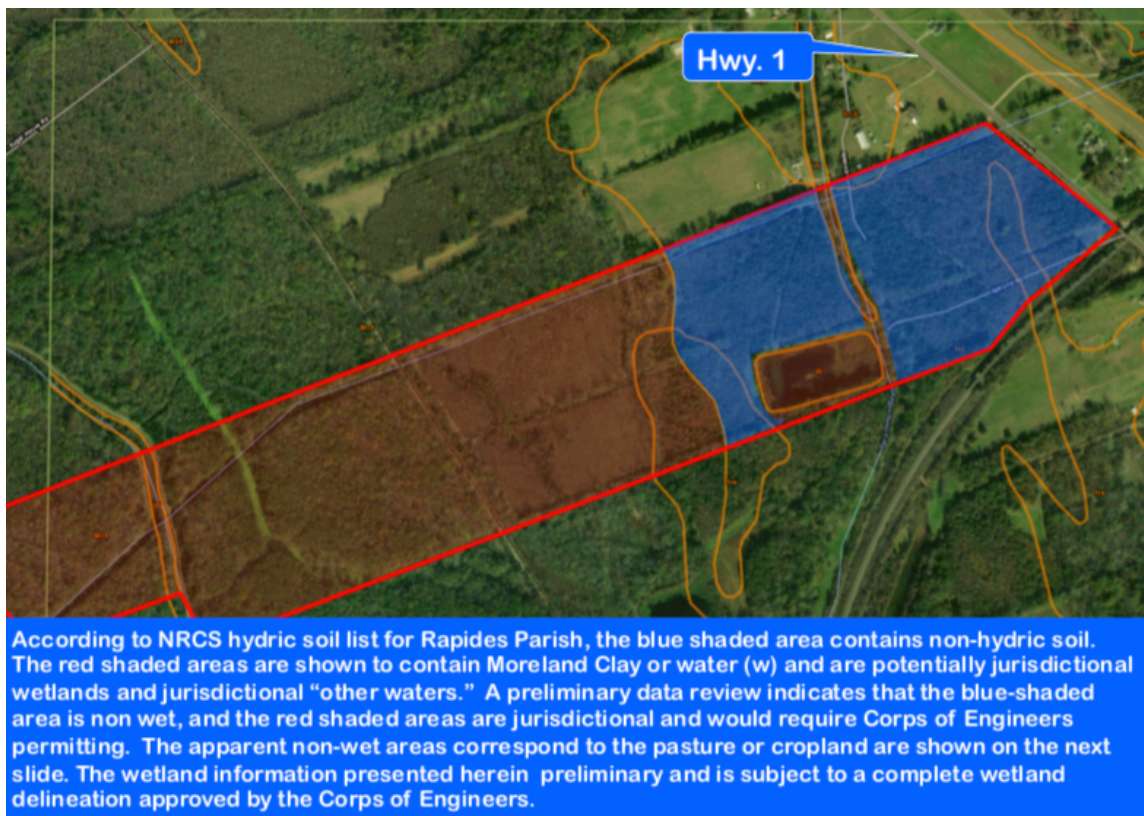 Hwy. 1
According to NRCS hydric soil list for Rapides Parish, the blue shaded area contains non-hydric soil.
The red shaded areas are shown to contain Moreland Clay or water (w) and are potentially jurisdictional
wetlands and jurisdictional “other waters.”  A preliminary data review indicates that the blue-shaded
area is non wet, and the red shaded areas are jurisdictional and would require Corps of Engineers
permitting.  The apparent non-wet areas correspond to the pasture or cropland are shown on the next
slide. The wetland information presented herein  preliminary and is subject to a complete wetland
delineation approved by the Corps of Engineers.